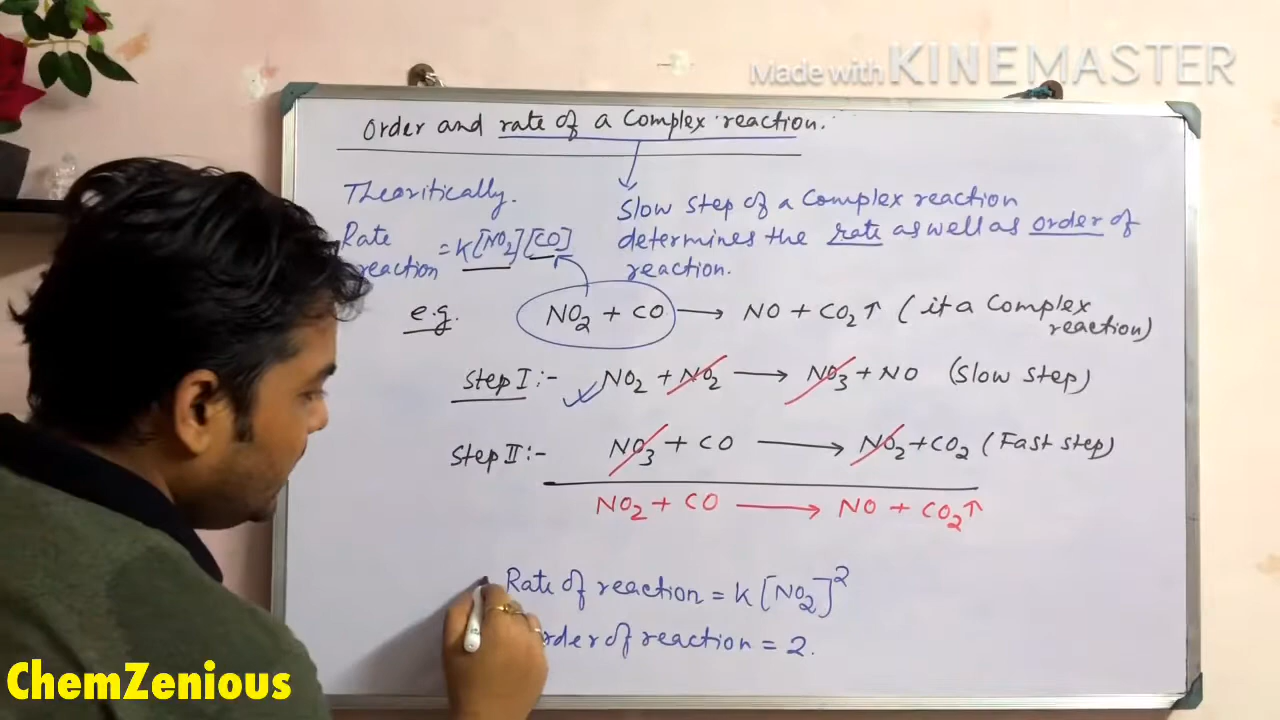 Made with KINEMASTER
Order and rate of a Complex reaction.
Theoritically.
Rate
reaction = k[NO₂][CO]
Slow step of a Complex reaction
determines the rate as well as order of
reaction.
e.g. NO₂ + CO → NO + CO₂↑ (it a Complex
reaction)
Step I :- NO₂ + NO₂ → NO₃ + NO (Slow step)
Step II :- NO₃ + CO → NO₂ + CO₂ (Fast step)
NO₂ + CO → NO + CO₂↑
Rate of reaction = k[NO₂]²
order of reaction = 2.
ChemZenious